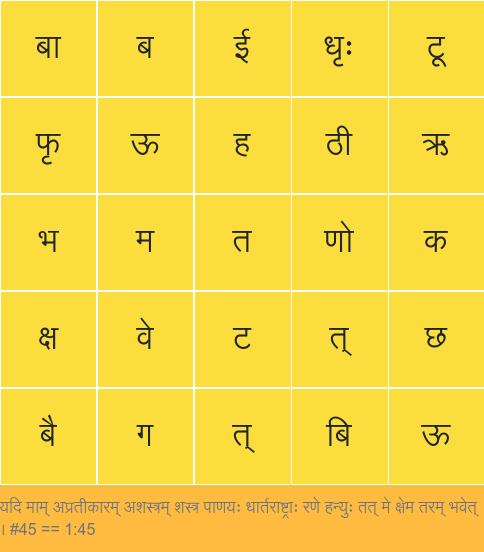 बा ब ई धृः टू
फृ ऊ ह ठी ऋ
भ म त णो क
क्ष वे ट त् छ
बै ग त् बि ऊ
यदि माम् अप्रतीकारम् अशस्त्रम् शस्त्र पाणयः धार्तराष्ट्राः रणे हन्युः तत् मे क्षेम तरम् भवेत्
। #45 == 1:45